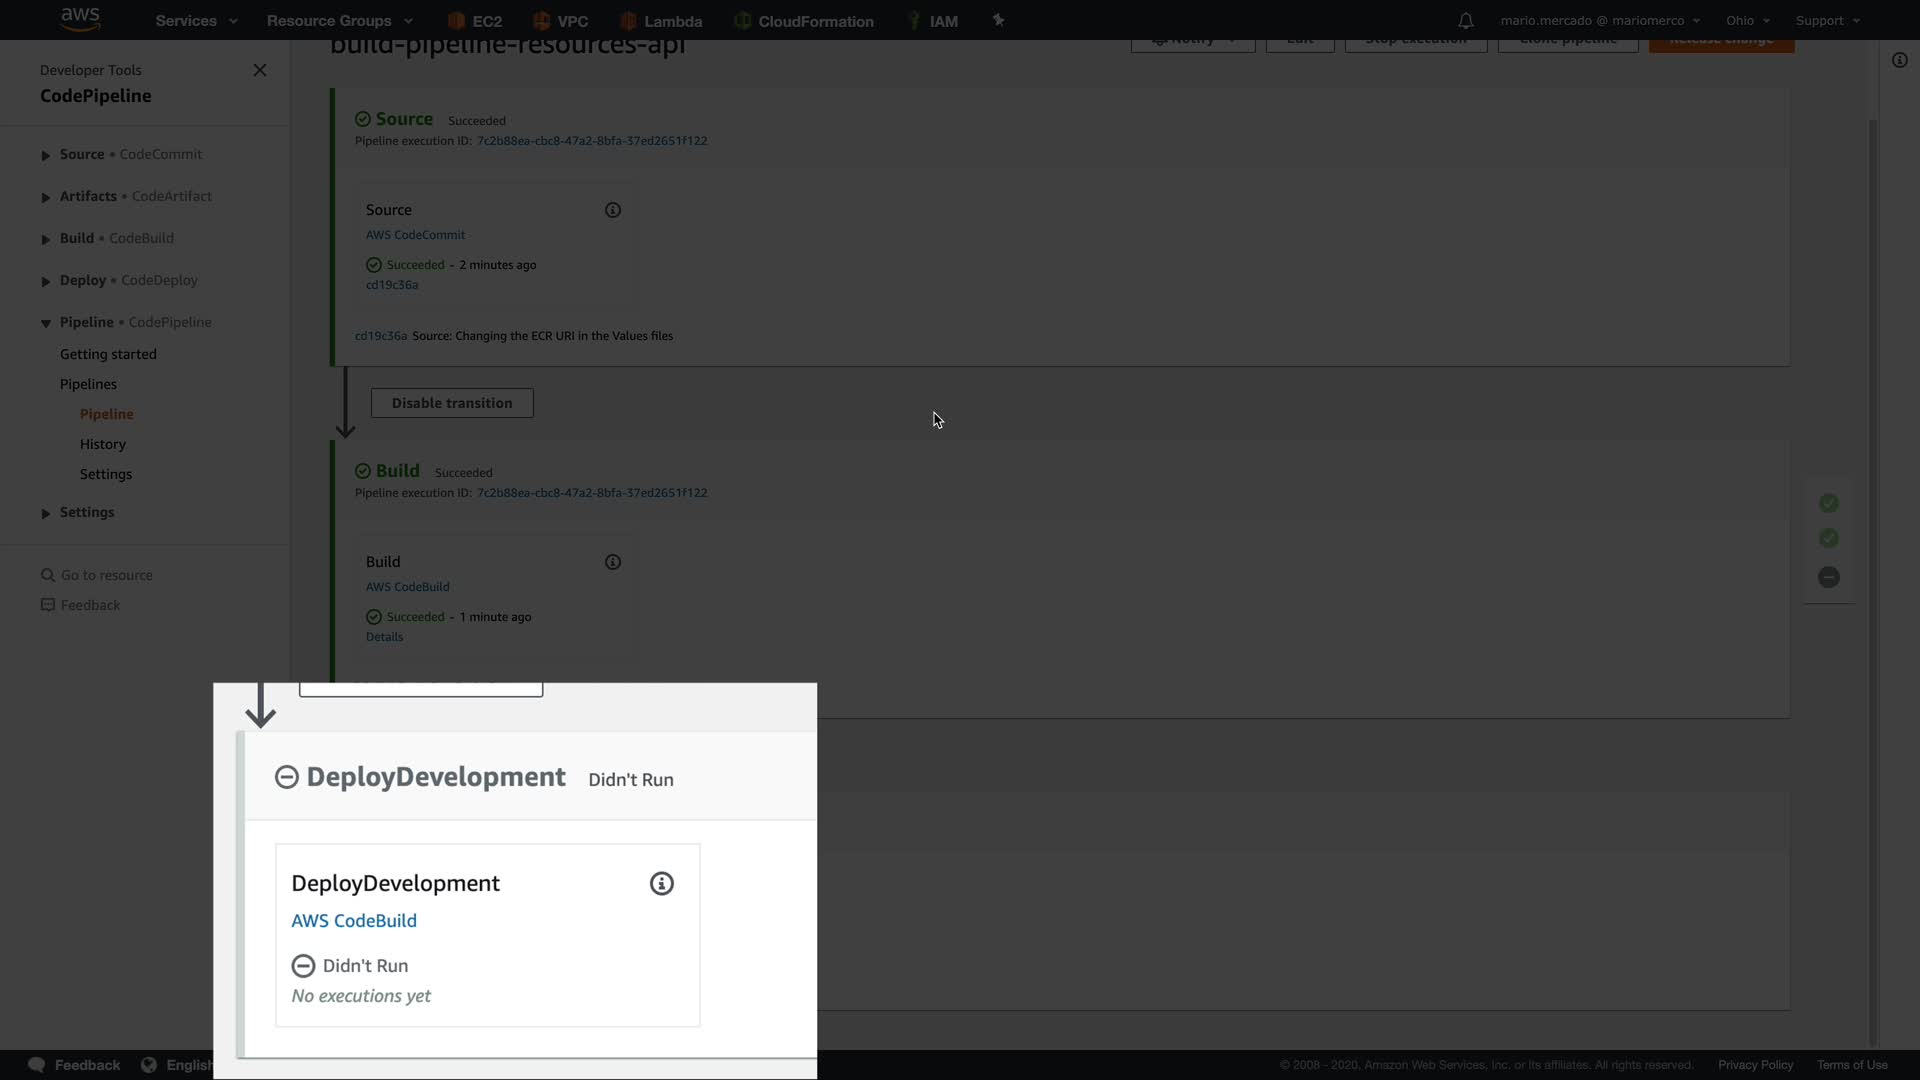 aws
Services
Resource Groups
EC2
VPC
Lambda
CloudFormation
IAM
mario.mercado @ mariomerco
Ohio
Support
build-pipeline-resources-api
Notify
Edit
Stop execution
Clone pipeline
Release change
Developer Tools
CodePipeline
Source • CodeCommit
Artifacts • CodeArtifact
Build • CodeBuild
Deploy • CodeDeploy
Pipeline • CodePipeline
Getting started
Pipelines
Pipeline
History
Settings
Settings
Go to resource
Feedback
Source Succeeded
Pipeline execution ID: 7c2b88ea-cbc8-47a2-8bfa-37ed2651f122
Source
AWS CodeCommit
Succeeded - 2 minutes ago
cd19c36a
cd19c36a Source: Changing the ECR URI in the Values files
Disable transition
Build Succeeded
Pipeline execution ID: 7c2b88ea-cbc8-47a2-8bfa-37ed2651f122
Build
AWS CodeBuild
Succeeded - 1 minute ago
Details
DeployDevelopment Didn't Run
DeployDevelopment
AWS CodeBuild
Didn't Run
No executions yet
Feedback
English
© 2008 - 2020, Amazon Web Services, Inc. or its affiliates. All rights reserved.
Privacy Policy
Terms of Use